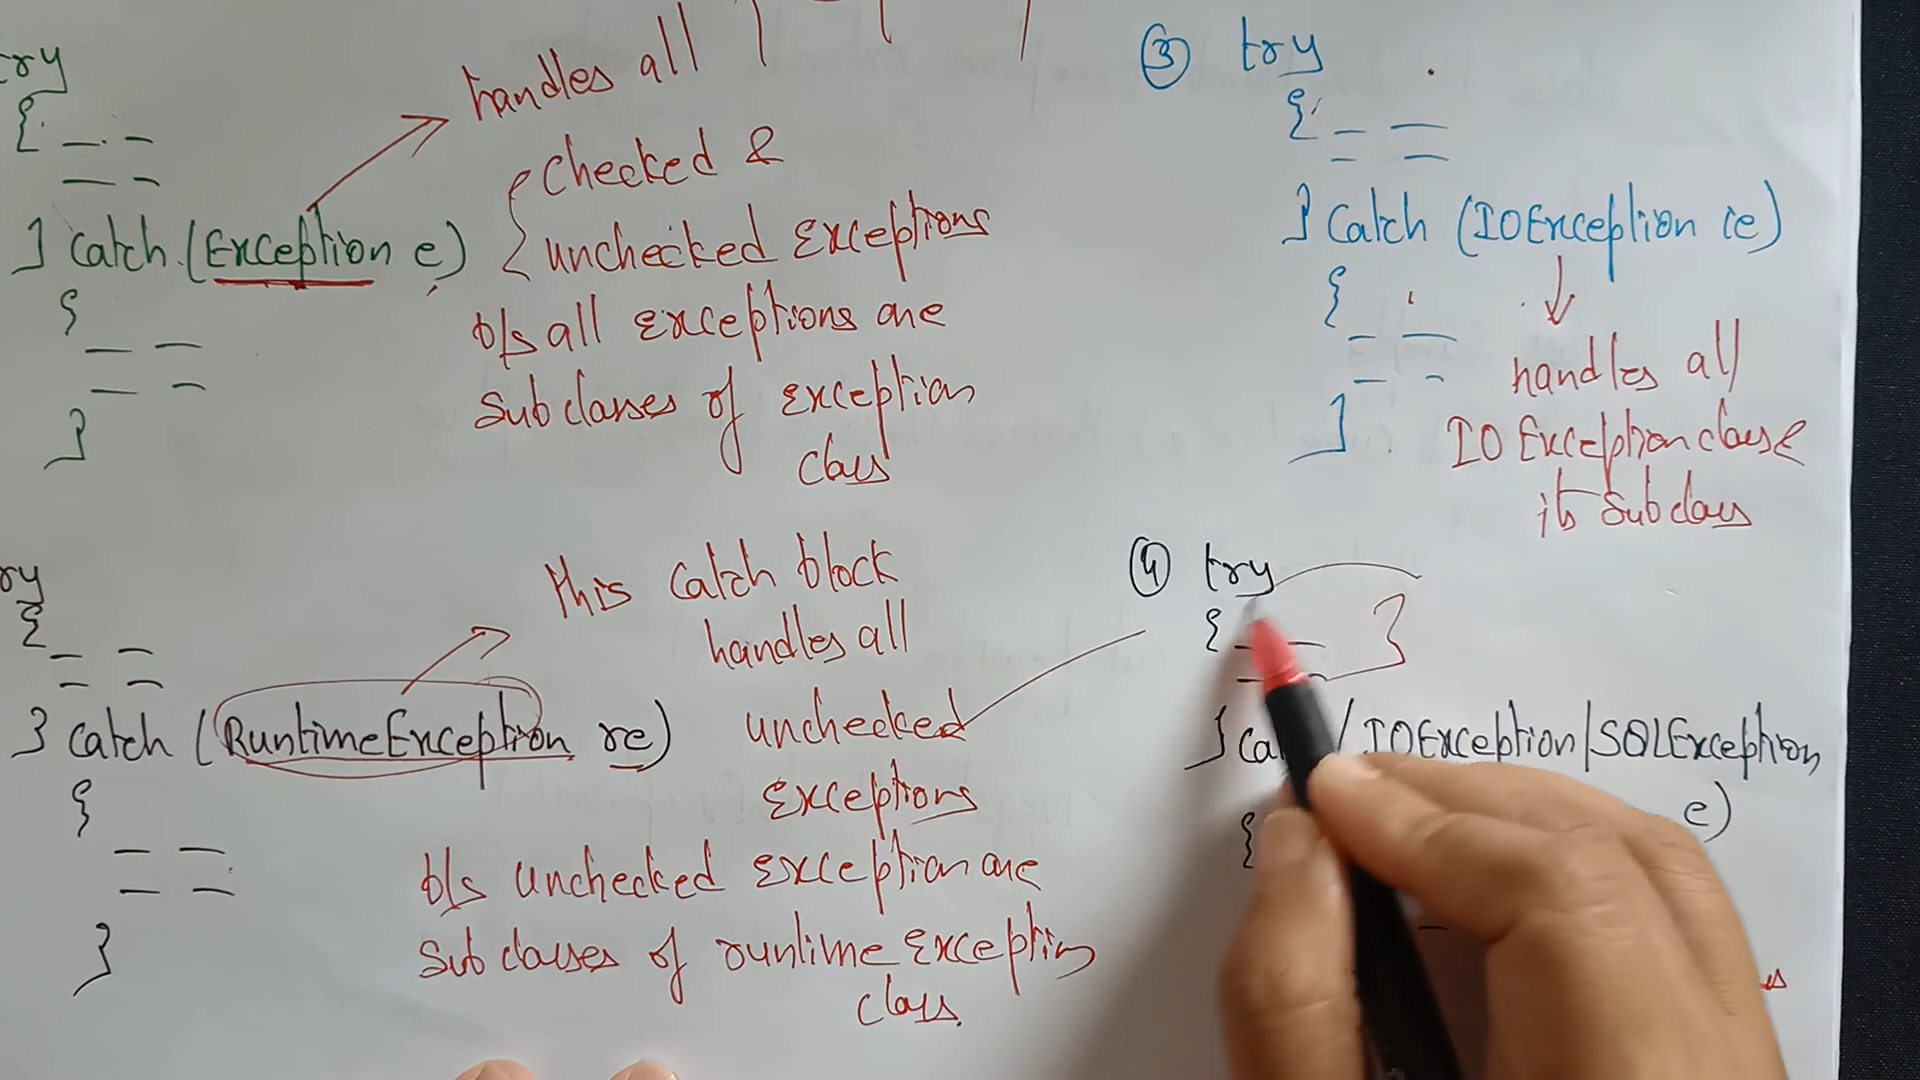 try
{
} catch (Exception e)
{
}
handles all
{ checked &
unchecked exceptions
b/s all exceptions are
subclasses of exception
class
{
} catch (RuntimeException re)
{
}
this catch block
handles all
unchecked
exceptions
b/s unchecked exception are
subclasses of runtime exception
class.
③ try
{
} catch (IOException ie)
{
}
handles all
IO Exception class &
its subclass
④ try
{ }
} IOException/SQLException
e)
{